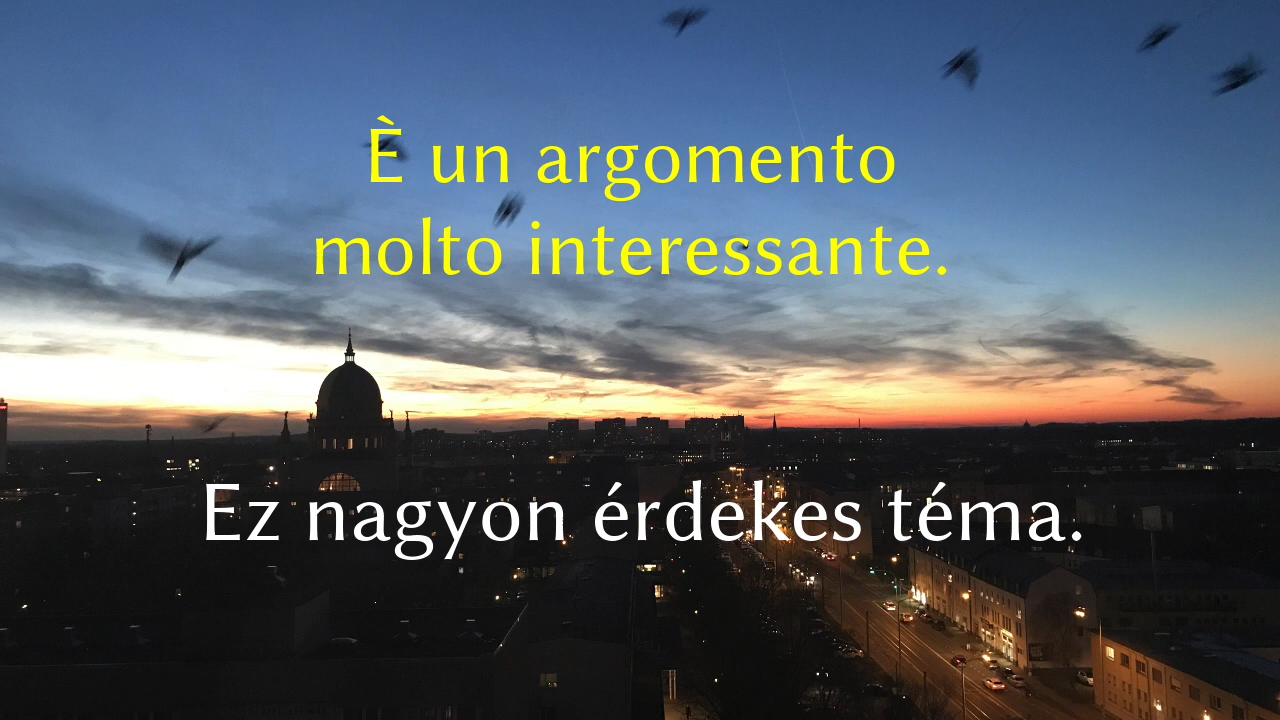 È un argomento
molto interessante.
Ez nagyon érdekes téma.